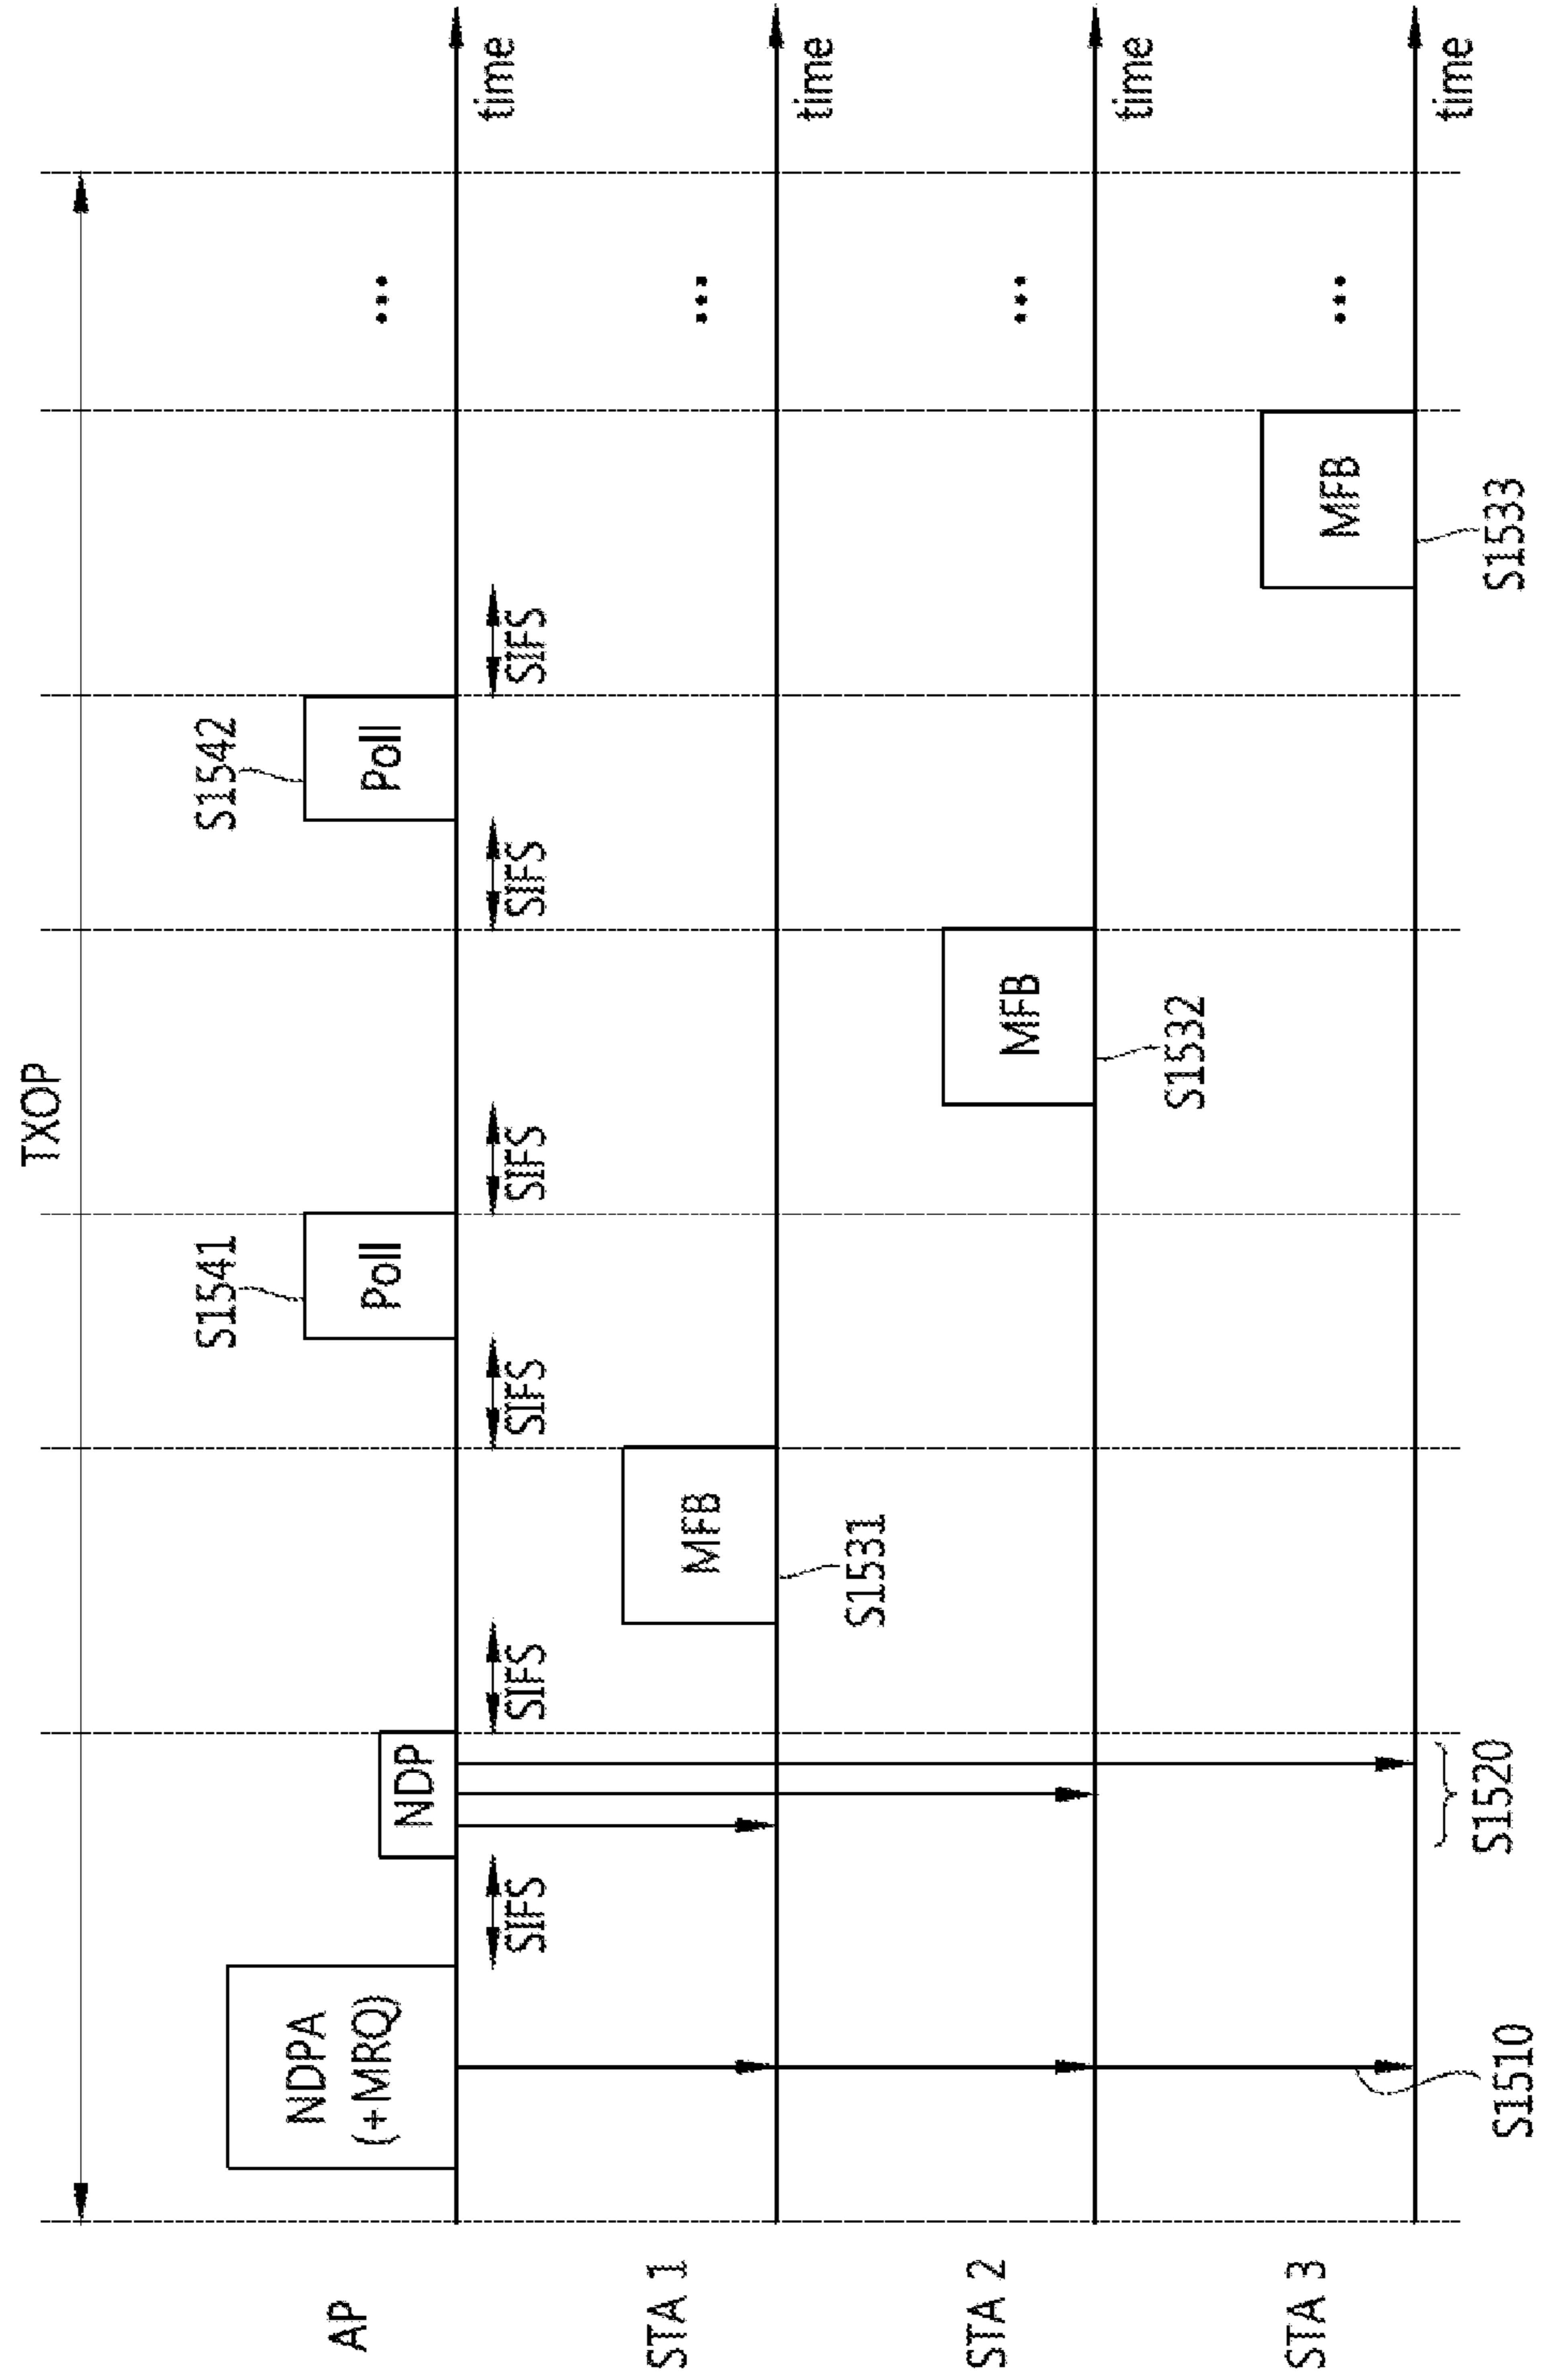 TXOP
S1541
S1542
AP
NDPA
(+MRQ)
NDP
Poll
Poll
...
time
SIFS
SIFS
SIFS
SIFS
SIFS
SIFS
STA 1
MFB
...
time
S1531
STA 2
MFB
...
time
S1532
STA 3
MFB
...
time
S1510
S1520
S1533